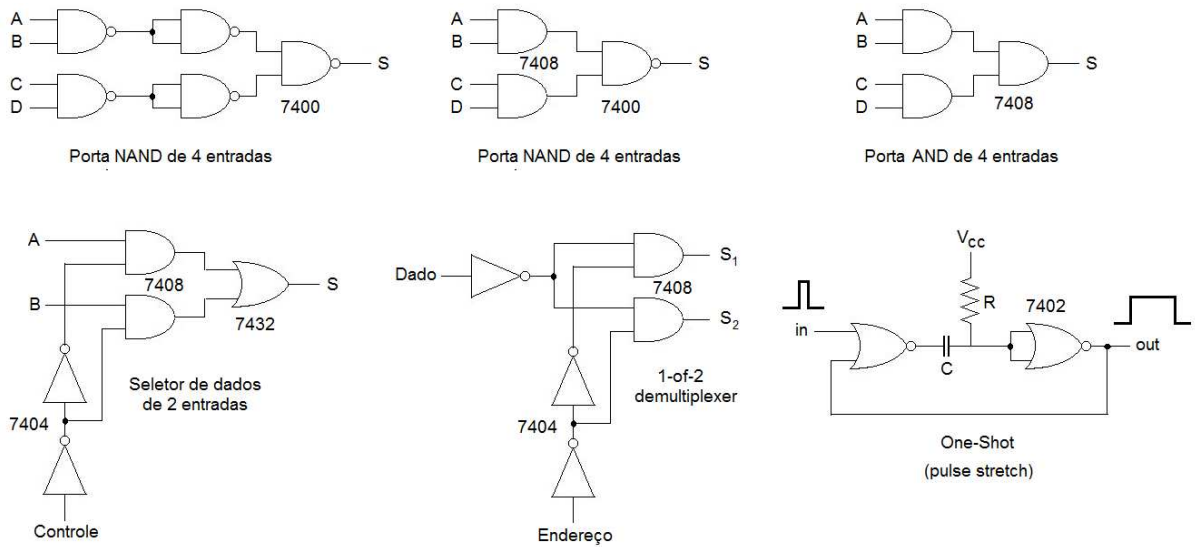 A
B
C
D
S
7400
Porta NAND de 4 entradas
A
B
7408
C
D
S
7400
Porta NAND de 4 entradas
A
B
C
D
S
7408
Porta AND de 4 entradas
A
7408
B
S
7432
Seletor de dados
de 2 entradas
7404
Controle
Dado
S1
7408
S2
1-of-2
demultiplexer
7404
Endereço
VCC
R
7402
in
C
out
One-Shot
(pulse stretch)